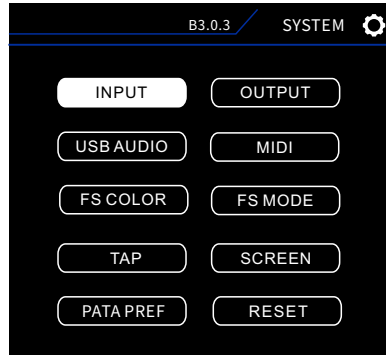 B3.0.3 SYSTEM
INPUT OUTPUT
USB AUDIO MIDI
FS COLOR FS MODE
TAP SCREEN
PATA PREF RESET